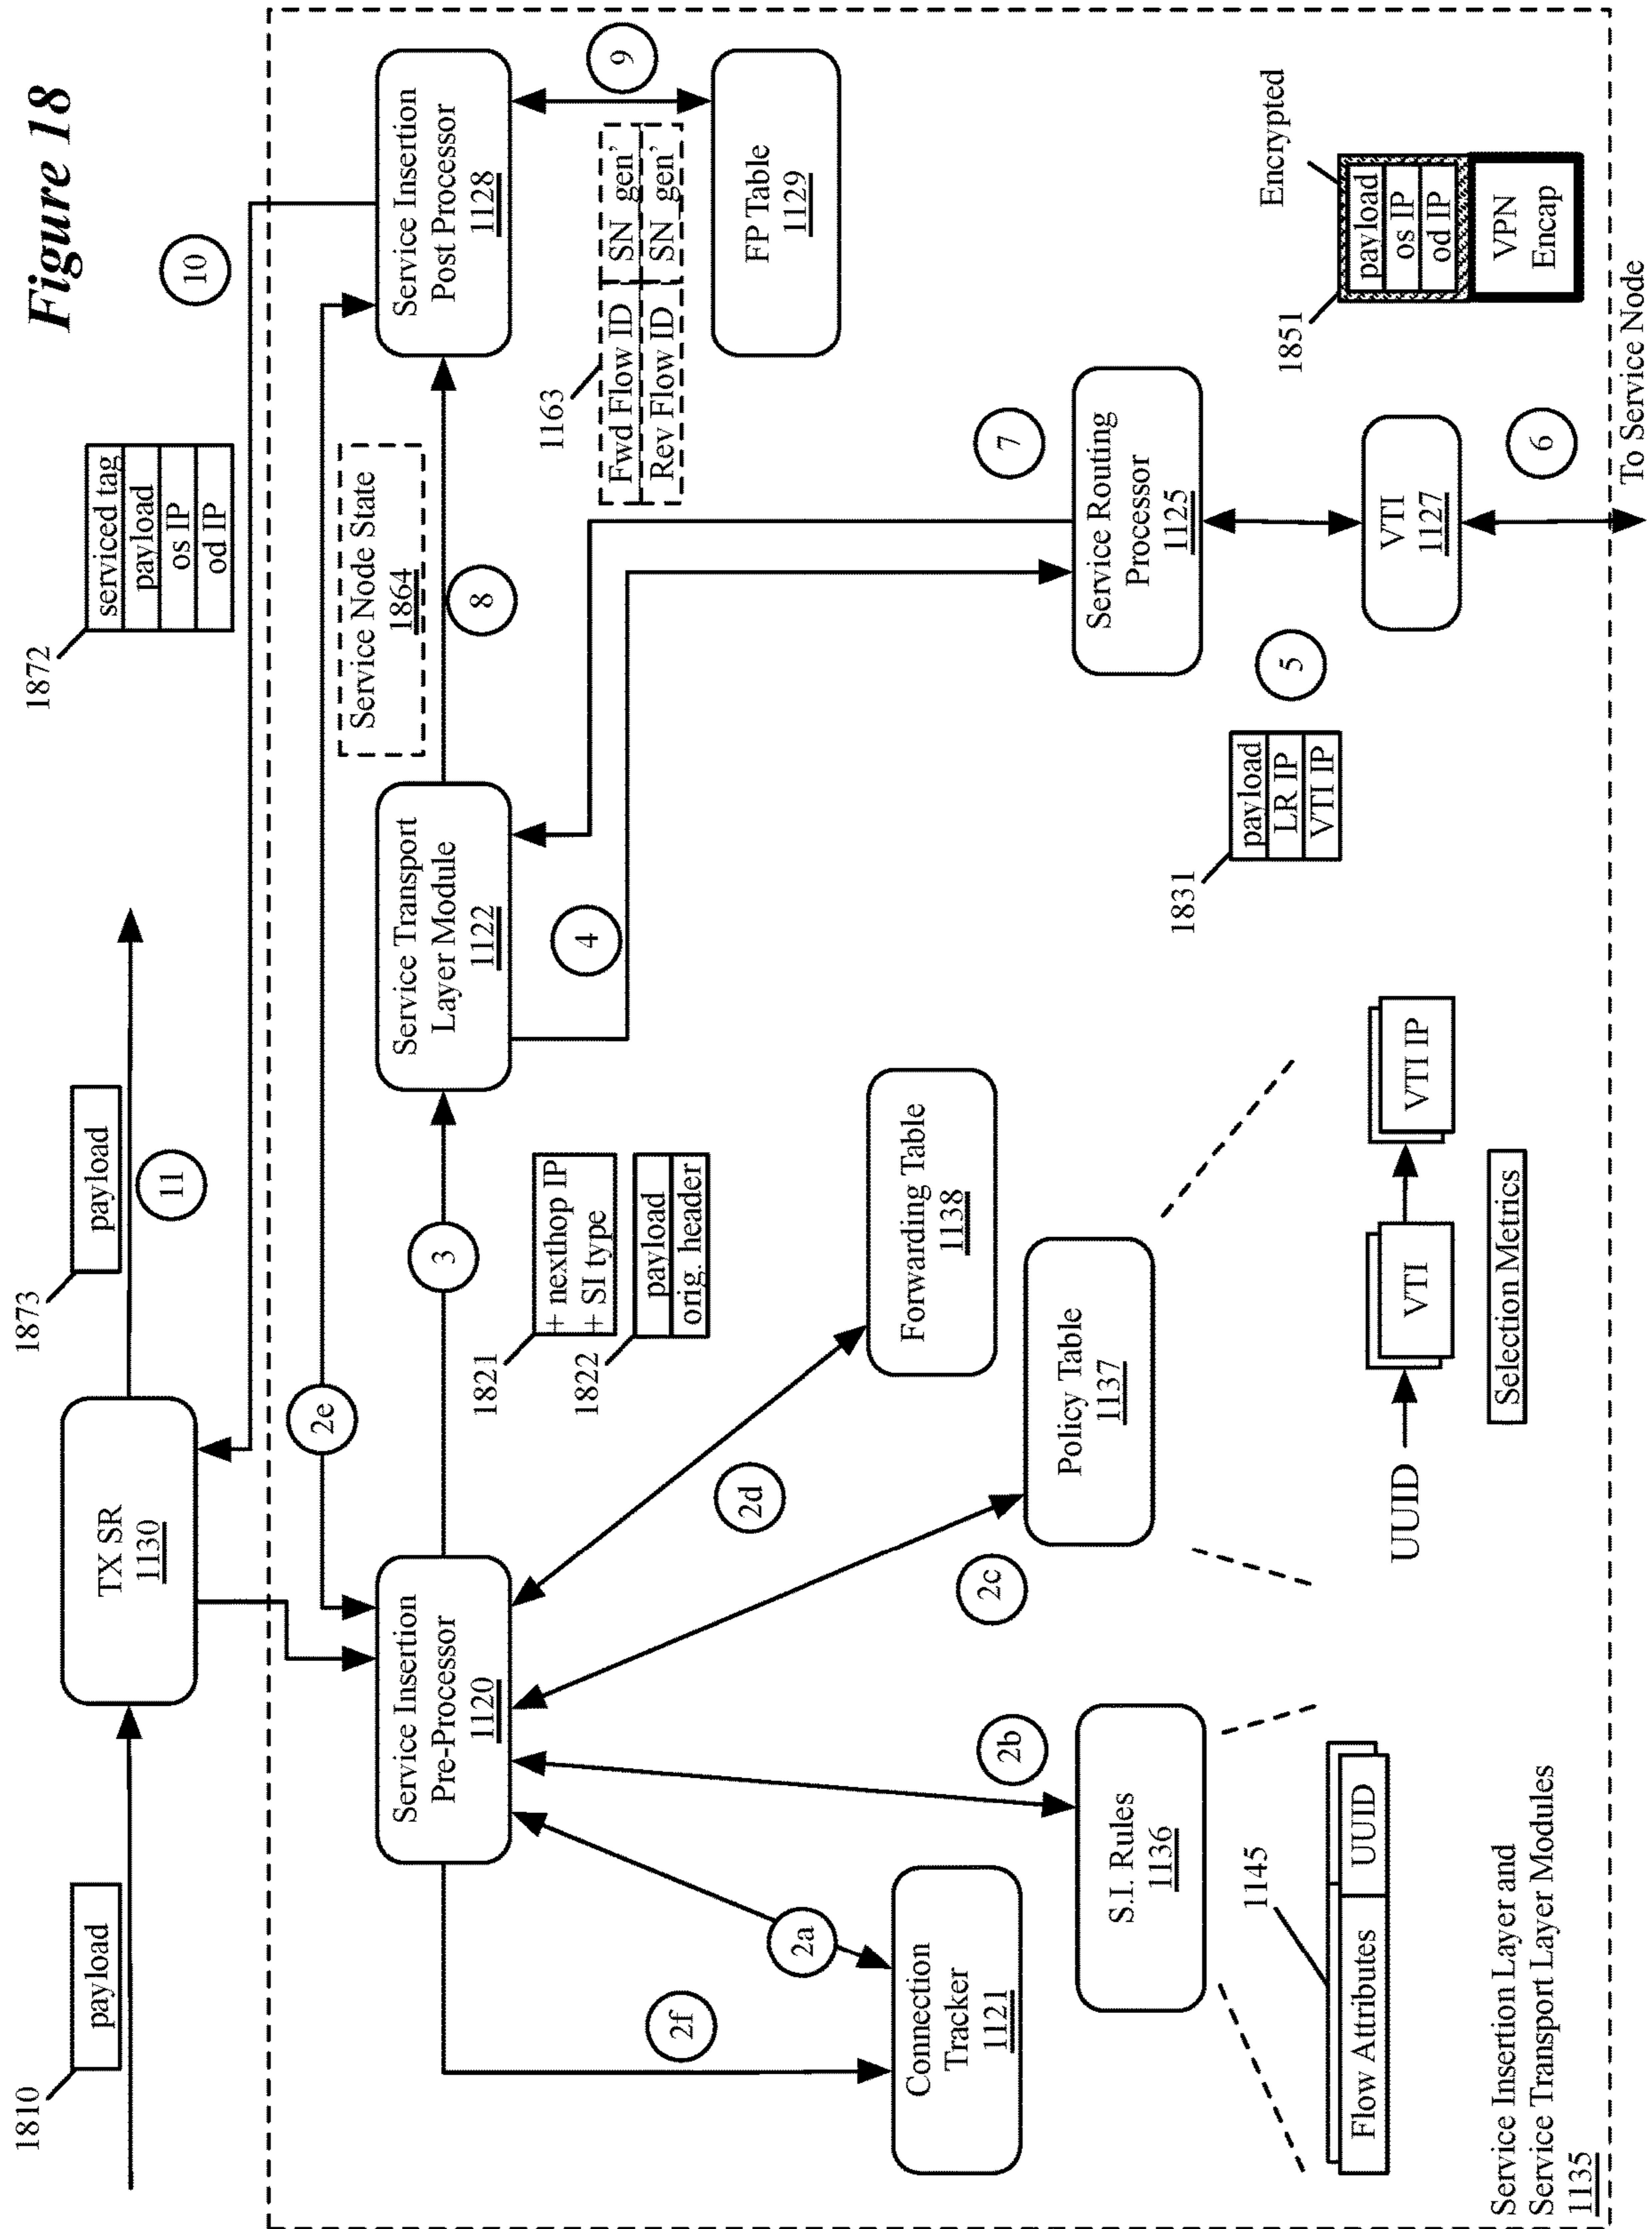 Figure 18
1810
payload
TX SR
1130
1873
payload
11
1872
serviced tag
payload
os IP
od IP
10
2e
Service Insertion
Pre-Processor
1120
3
Service Transport
Layer Module
1122
Service Node State
1864
8
Service Insertion
Post Processor
1128
9
1821
+ nexthop IP
+ SI type
1822
payload
orig. header
4
1163
Fwd Flow ID
SN gen'
Rev Flow ID
SN gen'
FP Table
1129
2f
2a
2b
2c
2d
Connection
Tracker
1121
S.I. Rules
1136
Policy Table
1137
Forwarding Table
1138
7
Service Routing
Processor
1125
1831
payload
LR IP
VTI IP
5
VTI
1127
6
1851
Encrypted
payload
os IP
od IP
VPN
Encap
To Service Node
1145
Flow Attributes
UUID
UUID
VTI
VTI IP
Selection Metrics
Service Insertion Layer and
Service Transport Layer Modules
1135